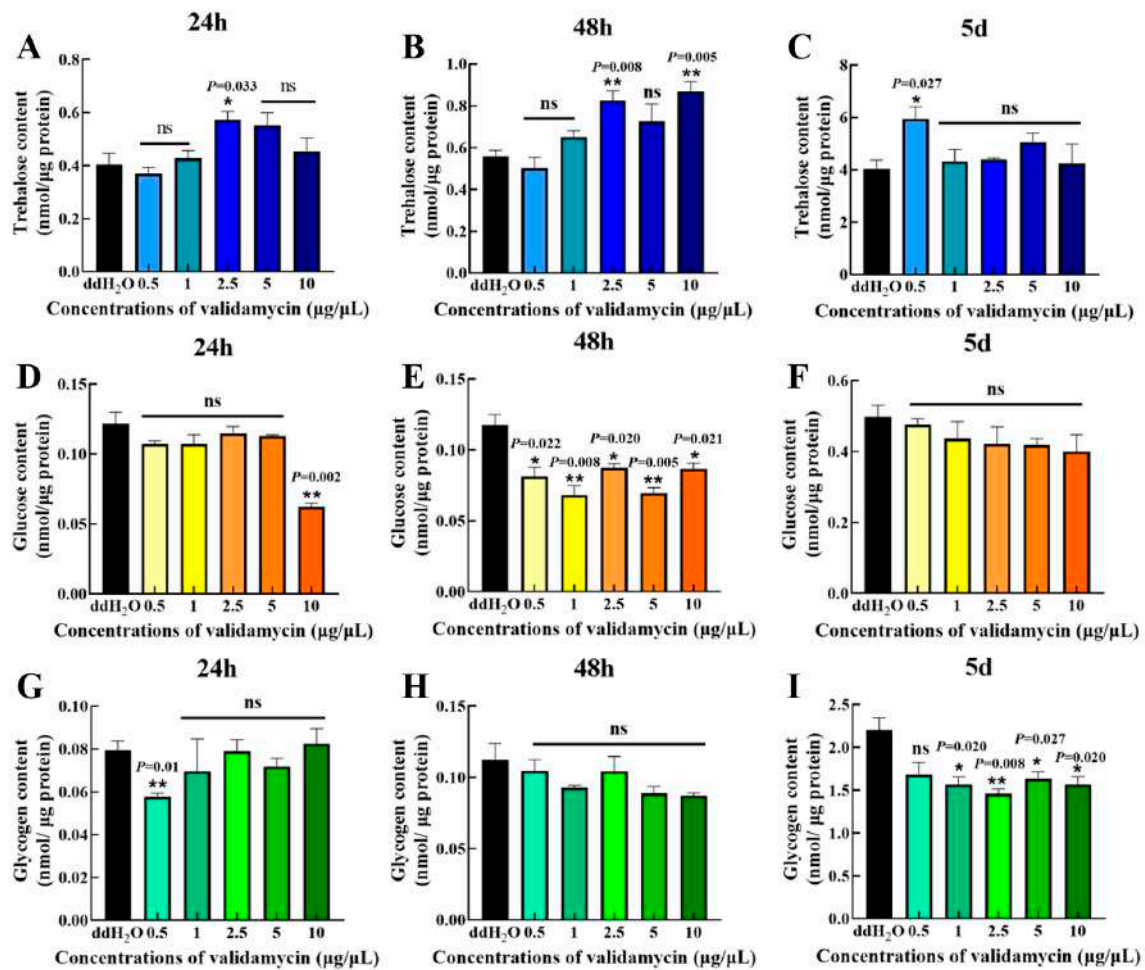 24h
A
Trehalose content
(nmol/μg protein)
0.8
0.6
0.4
0.2
0.0
ns
P=0.033
*
ns
ddH₂O 0.5 1 2.5 5 10
Concentrations of validamycin (μg/μL)
48h
B
Trehalose content
(nmol/μg protein)
1.0
0.8
0.6
0.4
0.2
0.0
ns
P=0.008
**
ns
P=0.005
**
ddH₂O 0.5 1 2.5 5 10
Concentrations of validamycin (μg/μL)
5d
C
Trehalose content
(nmol/μg protein)
8
6
4
2
0
P=0.027
*
ns
ddH₂O 0.5 1 2.5 5 10
Concentrations of validamycin (μg/μL)
24h
D
Glucose content
(nmol/μg protein)
0.15
0.10
0.05
0.00
ns
P=0.002
**
ddH₂O 0.5 1 2.5 5 10
Concentrations of validamycin (μg/μL)
48h
E
Glucose content
(nmol/μg protein)
0.15
0.10
0.05
0.00
P=0.022
*
P=0.008
**
P=0.020
*
P=0.005
**
P=0.021
*
ddH₂O 0.5 1 2.5 5 10
Concentrations of validamycin (μg/μL)
5d
F
Glucose content
(nmol/μg protein)
0.6
0.4
0.2
0.0
ns
ddH₂O 0.5 1 2.5 5 10
Concentrations of validamycin (μg/μL)
24h
G
Glycogen content
(nmol/ μg protein)
0.10
0.08
0.06
0.04
0.02
0.00
P=0.01
**
ns
ddH₂O 0.5 1 2.5 5 10
Concentrations of validamycin (μg/μL)
48h
H
Glycogen content
(nmol/ μg protein)
0.15
0.10
0.05
0.00
ns
ddH₂O 0.5 1 2.5 5 10
Concentrations of validamycin (μg/μL)
5d
I
Glycogen content
(nmol/ μg protein)
2.5
2.0
1.5
1.0
0.5
0.0
ns
P=0.020
*
P=0.008
**
P=0.027
*
P=0.020
*
ddH₂O 0.5 1 2.5 5 10
Concentrations of validamycin (μg/μL)